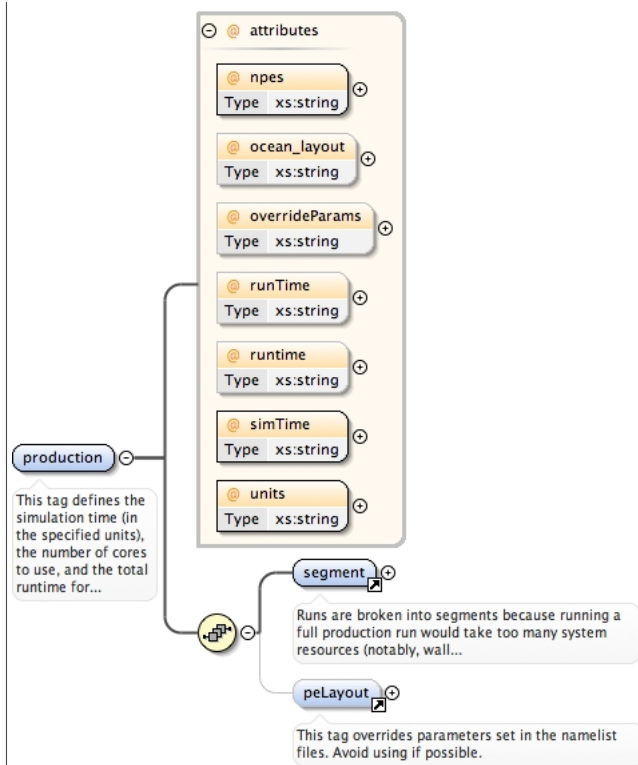 @ attributes
@ npes
Type xs:string
@ ocean_layout
Type xs:string
@ overrideParams
Type xs:string
@ runTime
Type xs:string
@ runtime
Type xs:string
@ simTime
Type xs:string
@ units
Type xs:string
production
This tag defines the
simulation time (in
the specified units),
the number of cores
to use, and the total
runtime for...
segment
Runs are broken into segments because running a
full production run would take too many system
resources (notably, wall...
peLayout
This tag overrides parameters set in the namelist
files. Avoid using if possible.